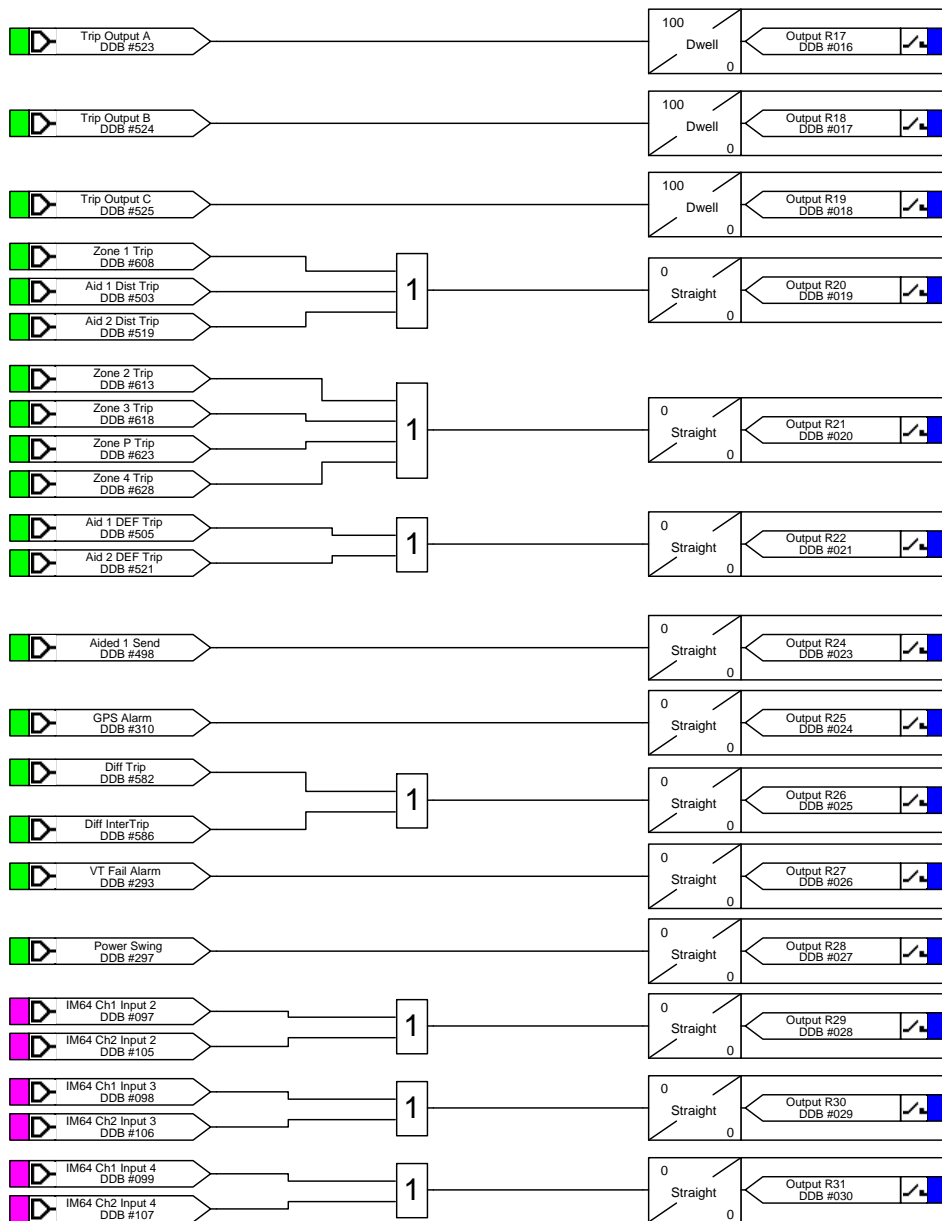 Trip Output A
DDB #523
100
Dwell
0
Output R17
DDB #016
Trip Output B
DDB #524
100
Dwell
0
Output R18
DDB #017
Trip Output C
DDB #525
100
Dwell
0
Output R19
DDB #018
Zone 1 Trip
DDB #608
Aid 1 Dist Trip
DDB #503
Aid 2 Dist Trip
DDB #519
1
0
Straight
0
Output R20
DDB #019
Zone 2 Trip
DDB #613
Zone 3 Trip
DDB #618
Zone P Trip
DDB #623
Zone 4 Trip
DDB #628
1
0
Straight
0
Output R21
DDB #020
Aid 1 DEF Trip
DDB #505
Aid 2 DEF Trip
DDB #521
1
0
Straight
0
Output R22
DDB #021
Aided 1 Send
DDB #498
0
Straight
0
Output R24
DDB #023
GPS Alarm
DDB #310
0
Straight
0
Output R25
DDB #024
Diff Trip
DDB #582
Diff InterTrip
DDB #586
1
0
Straight
0
Output R26
DDB #025
VT Fail Alarm
DDB #293
0
Straight
0
Output R27
DDB #026
Power Swing
DDB #297
0
Straight
0
Output R28
DDB #027
IM64 Ch1 Input 2
DDB #097
IM64 Ch2 Input 2
DDB #105
1
0
Straight
0
Output R29
DDB #028
IM64 Ch1 Input 3
DDB #098
IM64 Ch2 Input 3
DDB #106
1
0
Straight
0
Output R30
DDB #029
IM64 Ch1 Input 4
DDB #099
IM64 Ch2 Input 4
DDB #107
1
0
Straight
0
Output R31
DDB #030